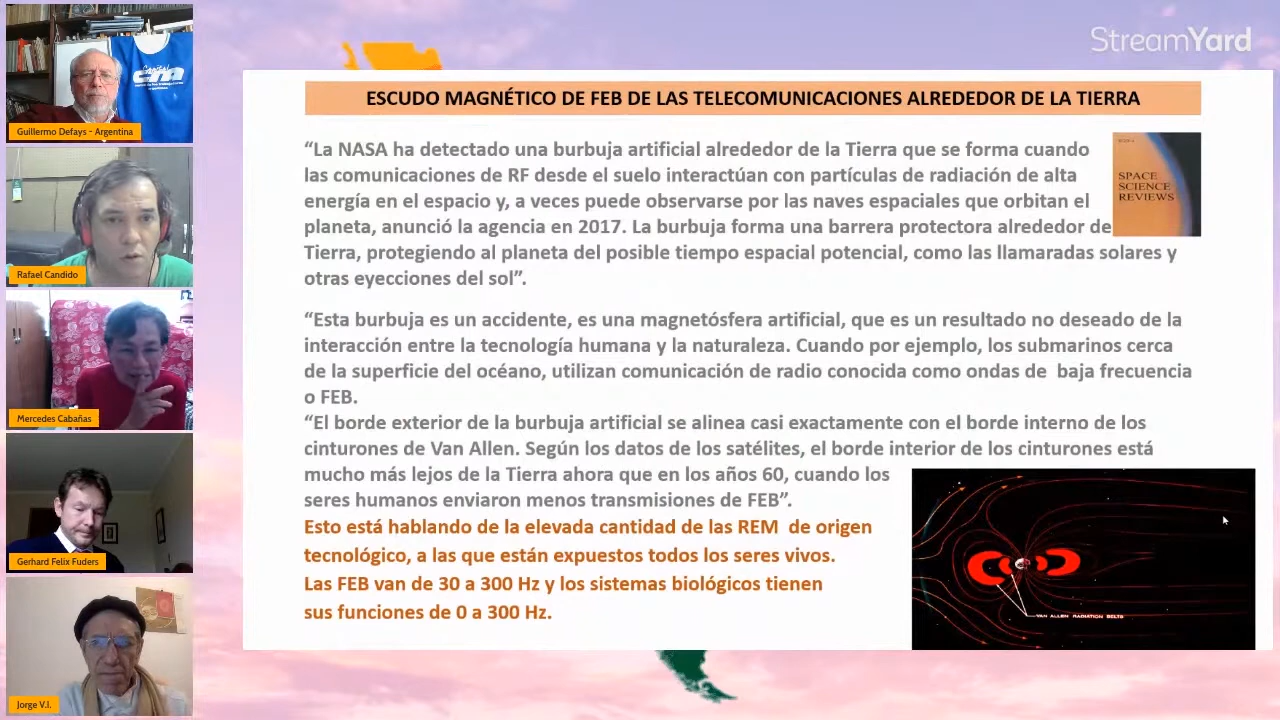 StreamYard
Capital
cm
Guillermo Defays - Argentina
Rafael Candido
Mercedes Cabañas
Gerhard Felix Fuders
Jorge V.I.
ESCUDO MAGNÉTICO DE FEB DE LAS TELECOMUNICACIONES ALREDEDOR DE LA TIERRA
“La NASA ha detectado una burbuja artificial alrededor de la Tierra que se forma cuando
las comunicaciones de RF desde el suelo interactúan con partículas de radiación de alta
energía en el espacio y, a veces puede observarse por las naves espaciales que orbitan el
planeta, anunció la agencia en 2017. La burbuja forma una barrera protectora alrededor de
Tierra, protegiendo al planeta del posible tiempo espacial potencial, como las llamaradas solares y
otras eyecciones del sol”.
SPACE
SCIENCE
REVIEWS
“Esta burbuja es un accidente, es una magnetósfera artificial, que es un resultado no deseado de la
interacción entre la tecnología humana y la naturaleza. Cuando por ejemplo, los submarinos cerca
de la superficie del océano, utilizan comunicación de radio conocida como ondas de baja frecuencia
o FEB.
“El borde exterior de la burbuja artificial se alinea casi exactamente con el borde interno de los
cinturones de Van Allen. Según los datos de los satélites, el borde interior de los cinturones está
mucho más lejos de la Tierra ahora que en los años 60, cuando los
seres humanos enviaron menos transmisiones de FEB”.
Esto está hablando de la elevada cantidad de las REM de origen
tecnológico, a las que están expuestos todos los seres vivos.
Las FEB van de 30 a 300 Hz y los sistemas biológicos tienen
sus funciones de 0 a 300 Hz.
VAN ALLEN RADIATION BELTS